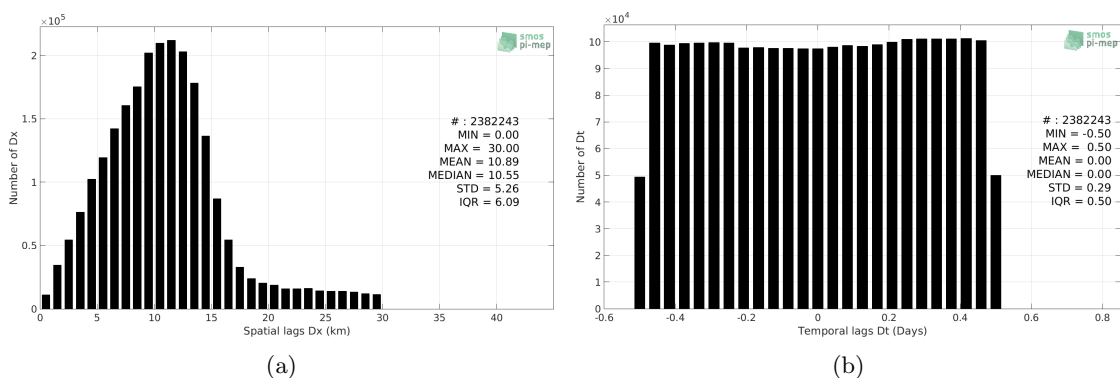 ×10⁵
2
1.5
1
0.5
0
Number of Dx
0 5 10 15 20 25 30 35 40
Spatial lags Dx (km)
smos
pi-mep
# : 2382243
MIN = 0.00
MAX = 30.00
MEAN = 10.89
MEDIAN = 10.55
STD = 5.26
IQR = 6.09
(a)
×10⁴
10
9
8
7
6
5
4
3
2
1
0
Number of Dt
-0.6 -0.4 -0.2 0 0.2 0.4 0.6 0.8
Temporal lags Dt (Days)
smos
pi-mep
# : 2382243
MIN = -0.50
MAX = 0.50
MEAN = 0.00
MEDIAN = 0.00
STD = 0.29
IQR = 0.50
(b)